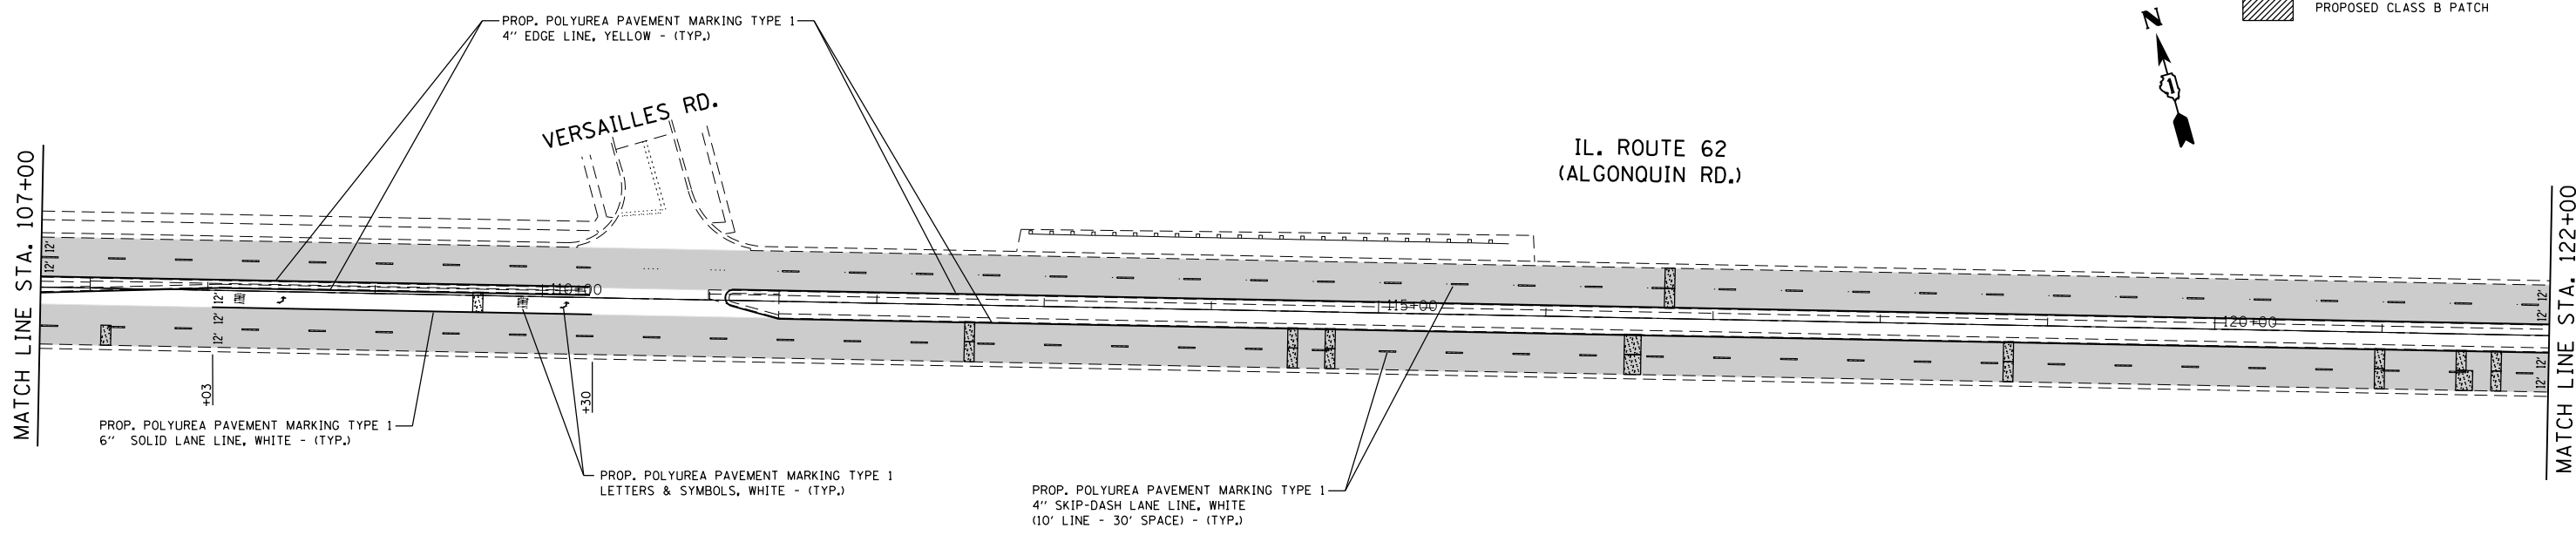 PROP. POLYUREA PAVEMENT MARKING TYPE 1
4" EDGE LINE, YELLOW - (TYP.)
PROPOSED CLASS B PATCH
N
1
VERSAILLES RD.
IL. ROUTE 62
(ALGONQUIN RD.)
MATCH LINE STA. 107+00
MATCH LINE STA. 122+00
12'
12'
12'
12'
12'
12'
12'
12'
12'
110+00
115+00
120+00
+03
+30
PROP. POLYUREA PAVEMENT MARKING TYPE 1
6" SOLID LANE LINE, WHITE - (TYP.)
PROP. POLYUREA PAVEMENT MARKING TYPE 1
LETTERS & SYMBOLS, WHITE - (TYP.)
PROP. POLYUREA PAVEMENT MARKING TYPE 1
4" SKIP-DASH LANE LINE, WHITE
(10' LINE - 30' SPACE) - (TYP.)